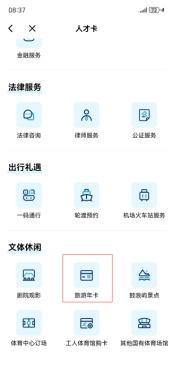 08:37
人才卡
金融服务
法律服务
法律咨询 律师服务 公证服务
出行礼遇
一码通行 轮渡预约 机场火车站服务
文体休闲
剧院观影 旅游年卡 鼓浪屿景点
体育中心订场 工人体育馆购卡 其他国有体育场馆